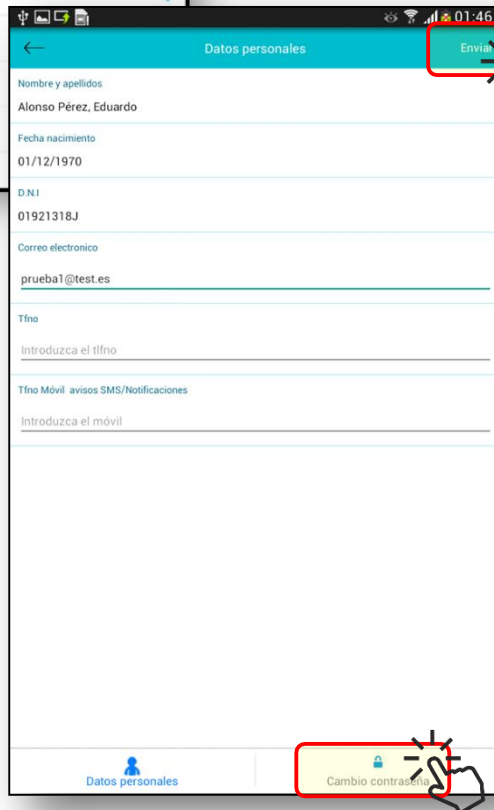 01:46
Datos personales
Enviar
Nombre y apellidos
Alonso Pérez, Eduardo
Fecha nacimiento
01/12/1970
D.N.I
01921318J
Correo electronico
prueba1@test.es
Tfno
Introduzca el tlfno
Tfno Móvil avisos SMS/Notificaciones
Introduzca el móvil
Datos personales
Cambio contraseña